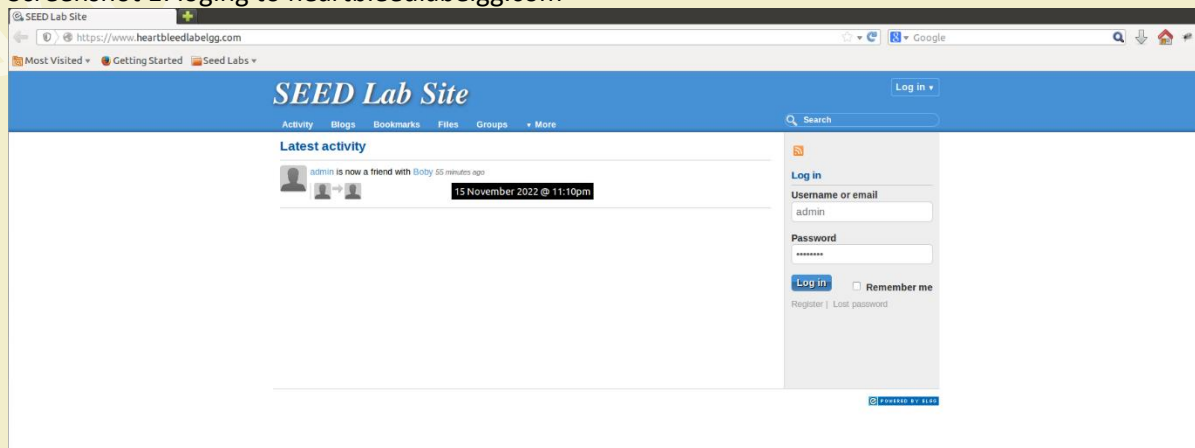 Screenshot 1: loging to heartbleedlabelgg.com
SEED Lab Site
https://www.heartbleedlabelgg.com
Google
Most Visited
Getting Started
Seed Labs
SEED Lab Site
Log in
Activity Blogs Bookmarks Files Groups More
Search
Latest activity
admin is now a friend with Boby 55 minutes ago
15 November 2022 @ 11:10pm
Log in
Username or email
admin
Password
••••••••
Log in
Remember me
Register | Lost password
POWERED BY ELGG